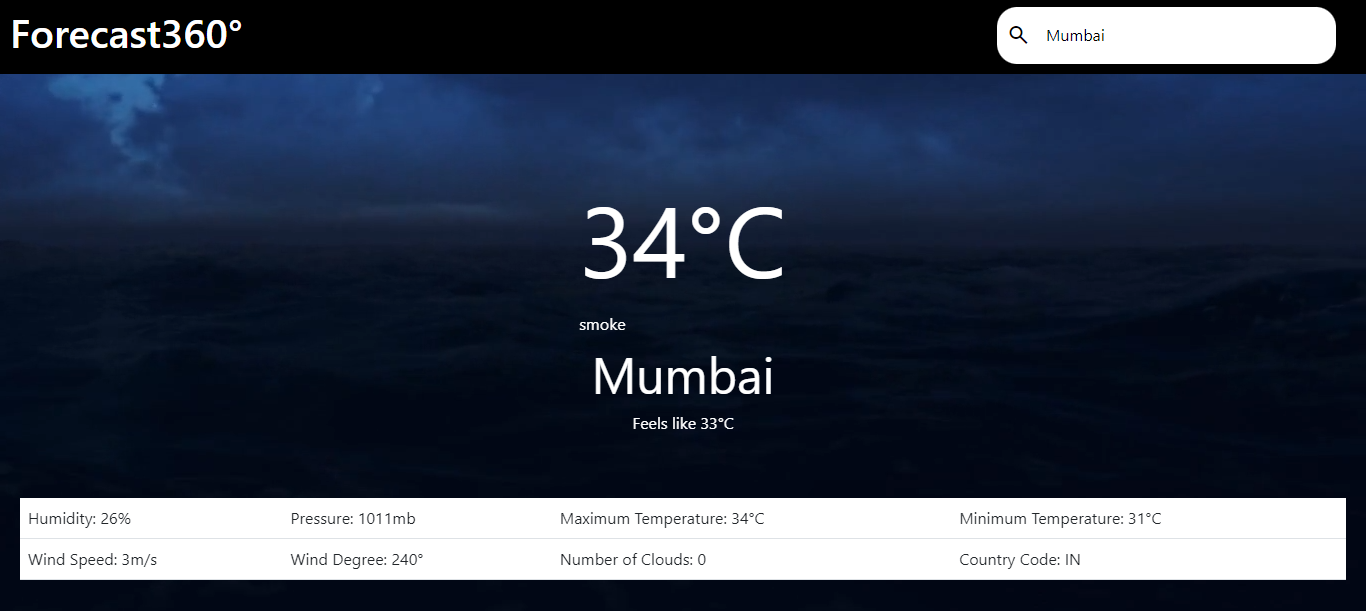 Forecast360°
Mumbai
34°C
smoke
Mumbai
Feels like 33°C
Humidity: 26% Pressure: 1011mb Maximum Temperature: 34°C Minimum Temperature: 31°C
Wind Speed: 3m/s Wind Degree: 240° Number of Clouds: 0 Country Code: IN